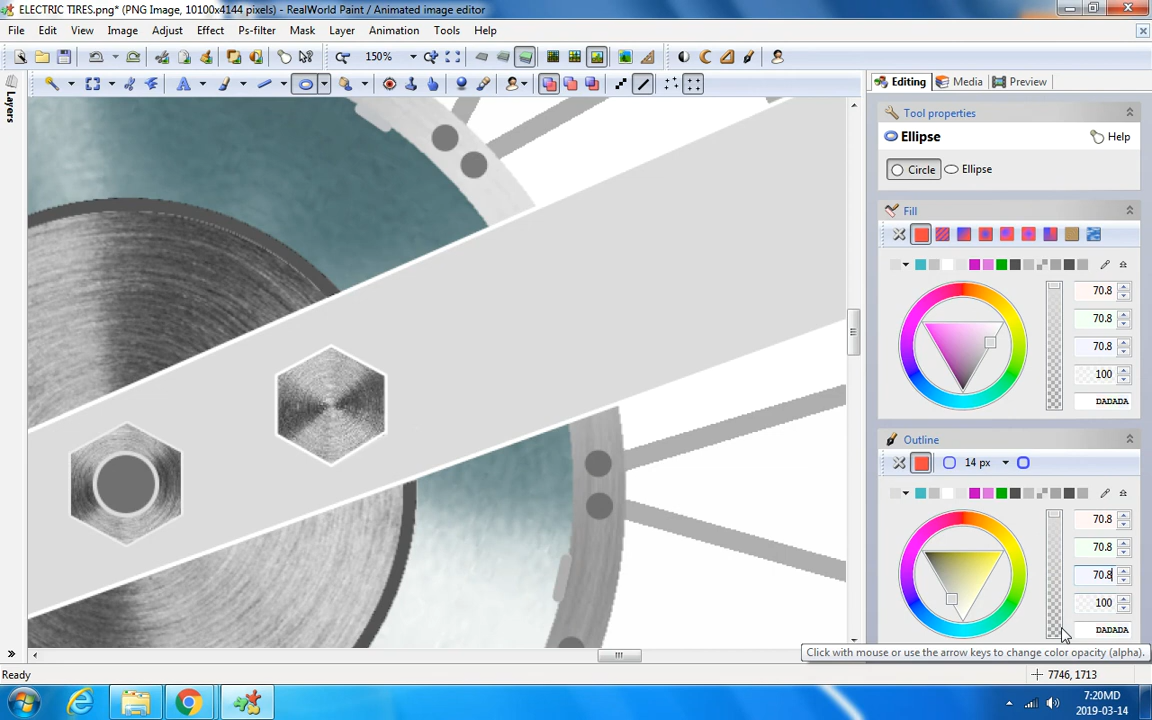 ELECTRIC TIRES.png* (PNG Image, 10100x4144 pixels) - RealWorld Paint / Animated image editor
File Edit View Image Adjust Effect Ps-filter Mask Layer Animation Tools Help
150%
Editing Media Preview
Layers
Tool properties
Ellipse Help
Circle Ellipse
Fill
70.8
70.8
70.8
100
DADADA
Outline
14 px
70.8
70.8
70.8
100
DADADA
Click with mouse or use the arrow keys to change color opacity (alpha).
Ready
7746, 1713
7:20MD
2019-03-14